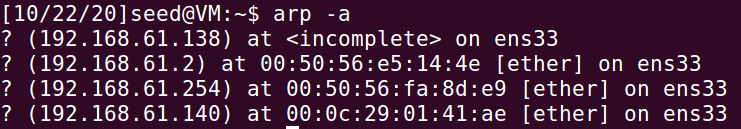 [10/22/20]seed@VM:~$ arp -a
? (192.168.61.138) at <incomplete> on ens33
? (192.168.61.2) at 00:50:56:e5:14:4e [ether] on ens33
? (192.168.61.254) at 00:50:56:fa:8d:e9 [ether] on ens33
? (192.168.61.140) at 00:0c:29:01:41:ae [ether] on ens33